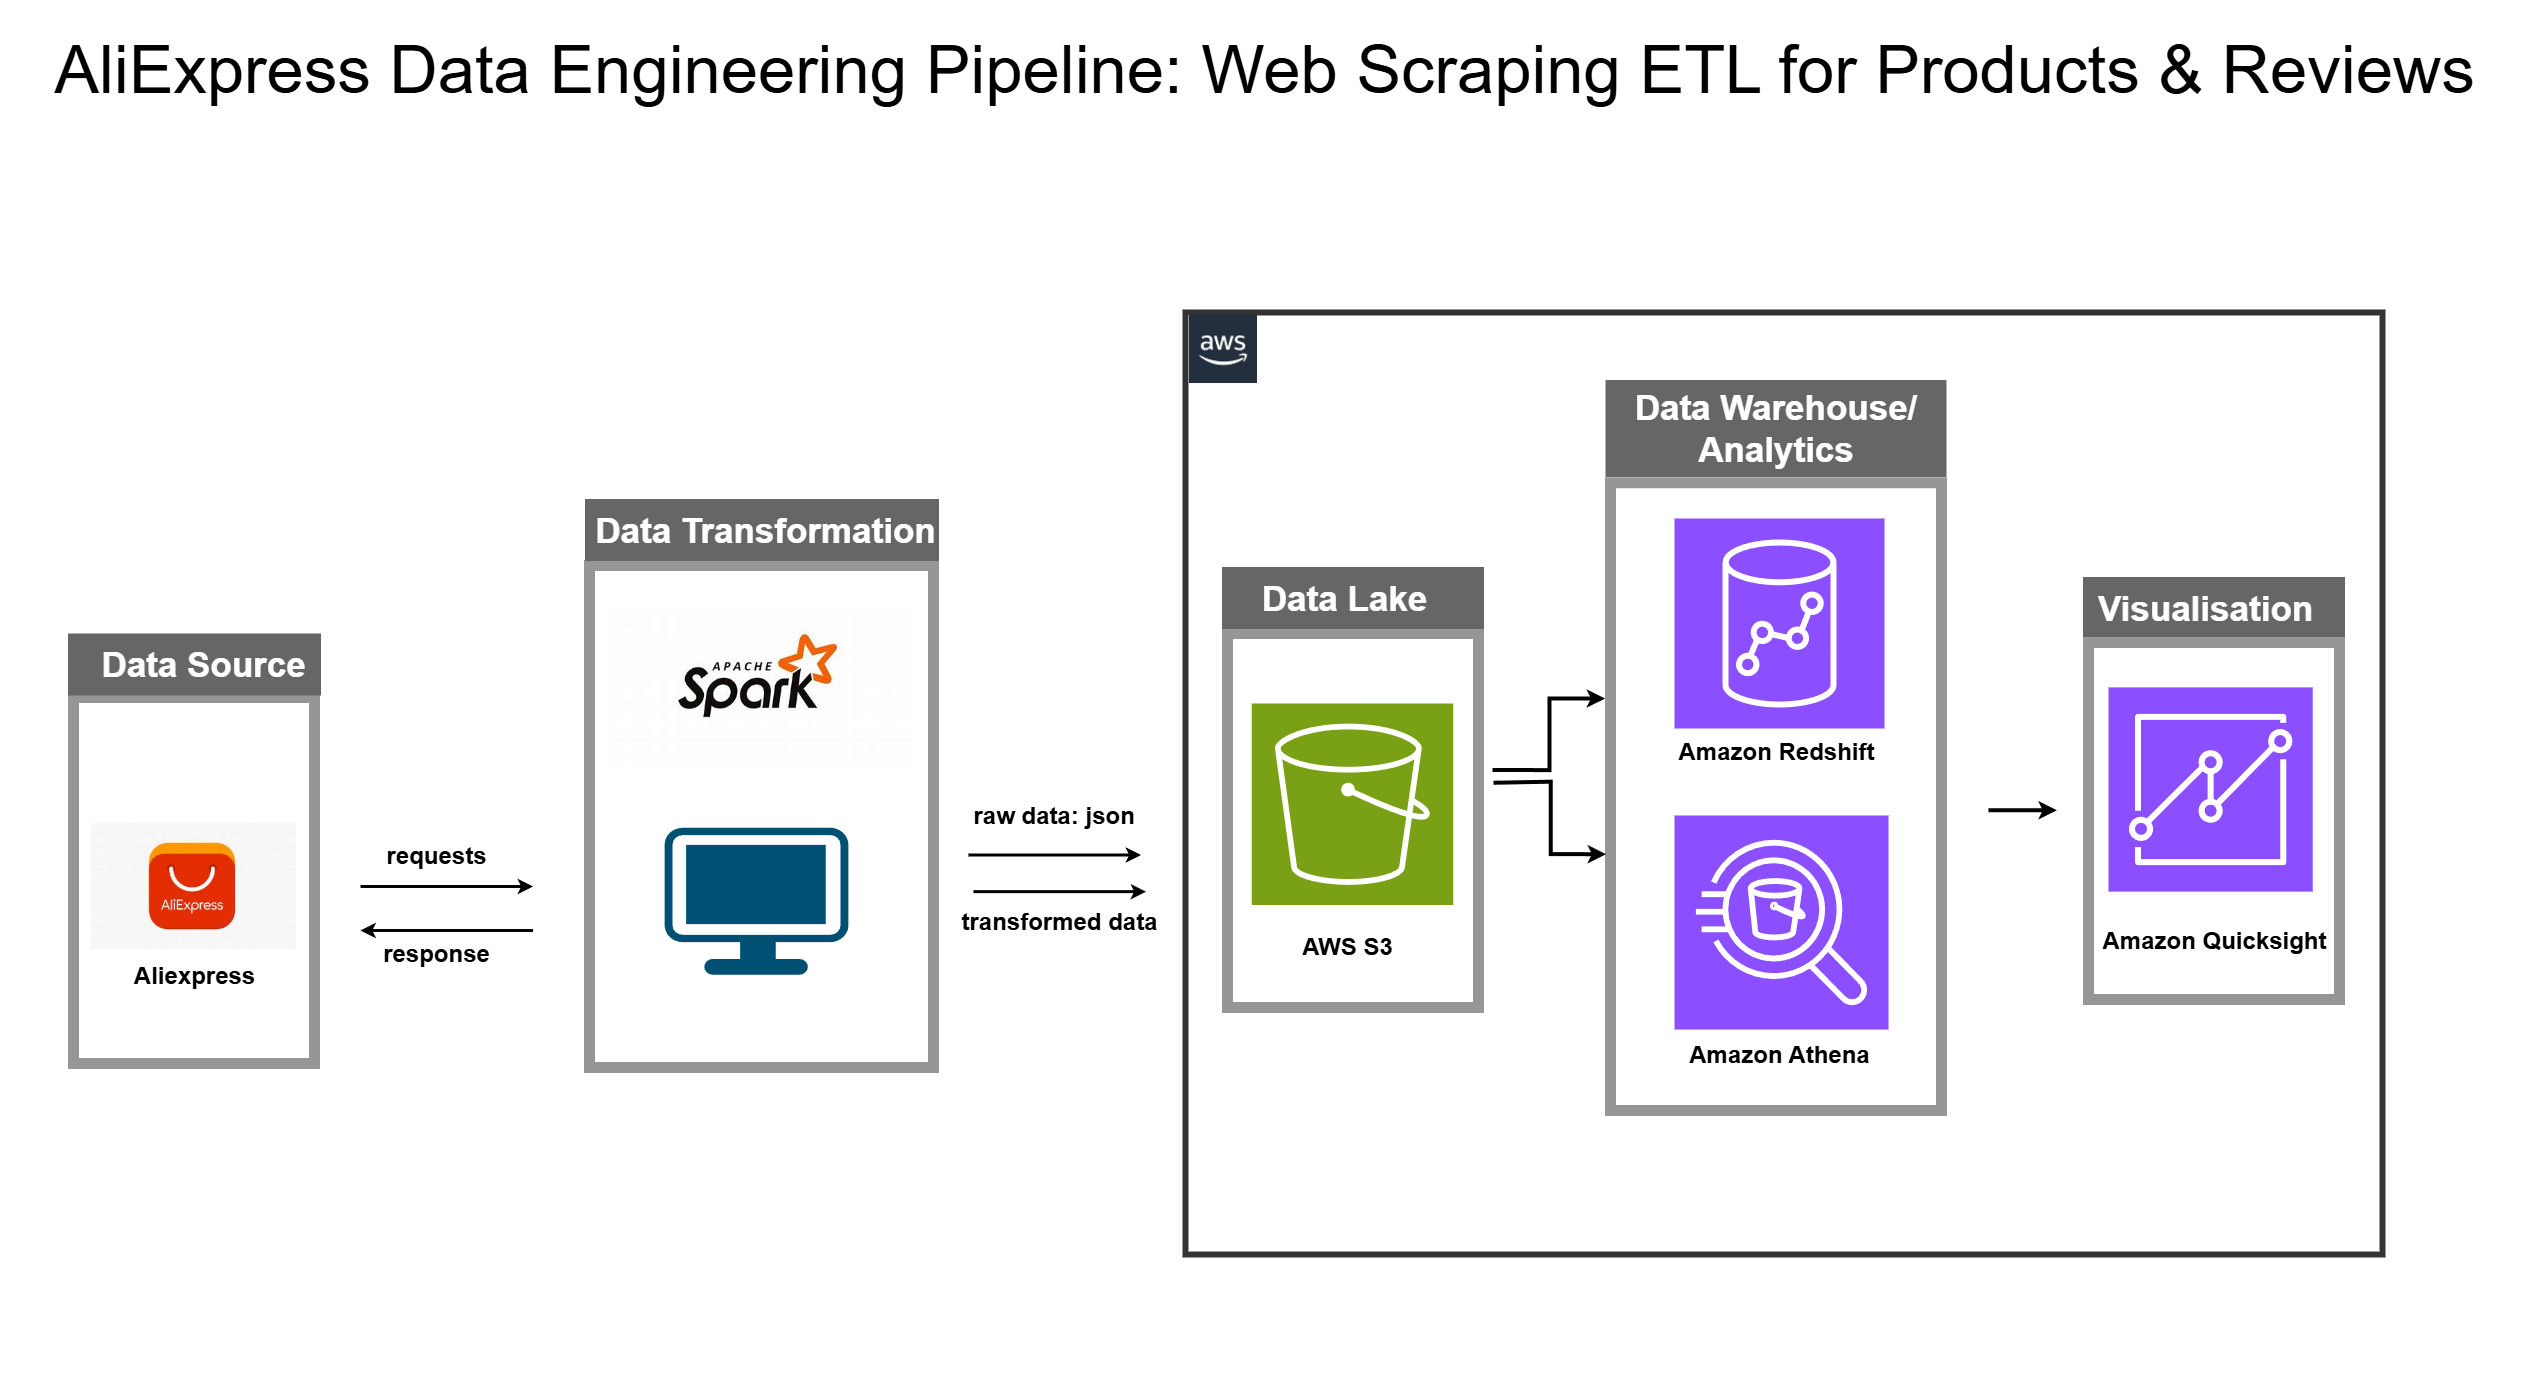 AliExpress Data Engineering Pipeline: Web Scraping ETL for Products & Reviews
aws
Data Warehouse/
Analytics
Data Transformation
Data Lake
Visualisation
Data Source
APACHE
Spark
Amazon Redshift
raw data: json
requests
AliExpress
transformed data
response
Aliexpress
AWS S3
Amazon Quicksight
Amazon Athena